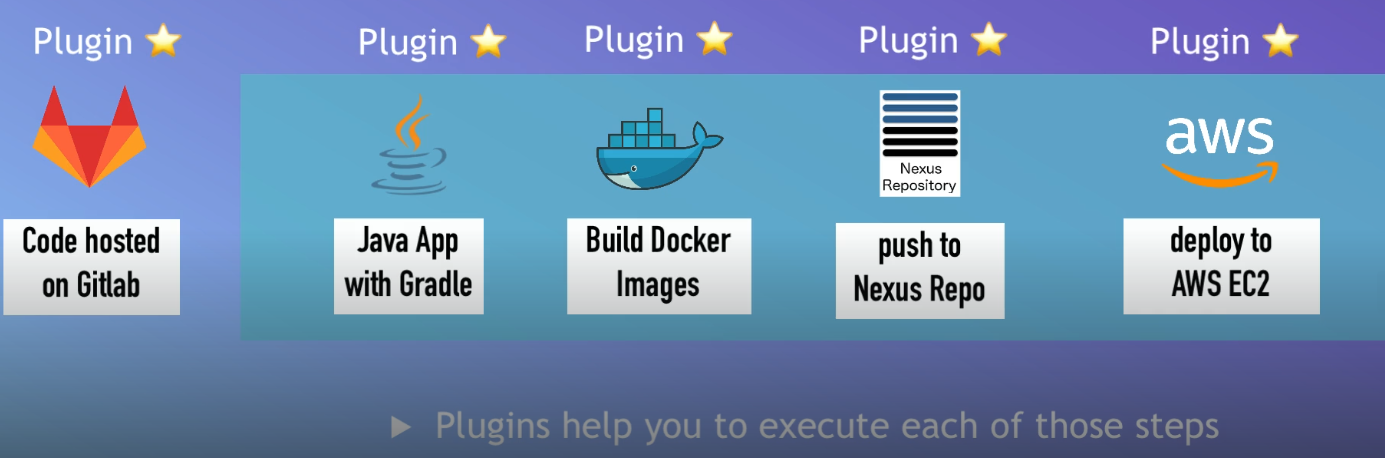 Plugin ⭐ Plugin ⭐ Plugin ⭐ Plugin ⭐ Plugin ⭐
Nexus
Repository
aws
Code hosted
on Gitlab
Java App
with Gradle
Build Docker
Images
push to
Nexus Repo
deploy to
AWS EC2
▶ Plugins help you to execute each of those steps